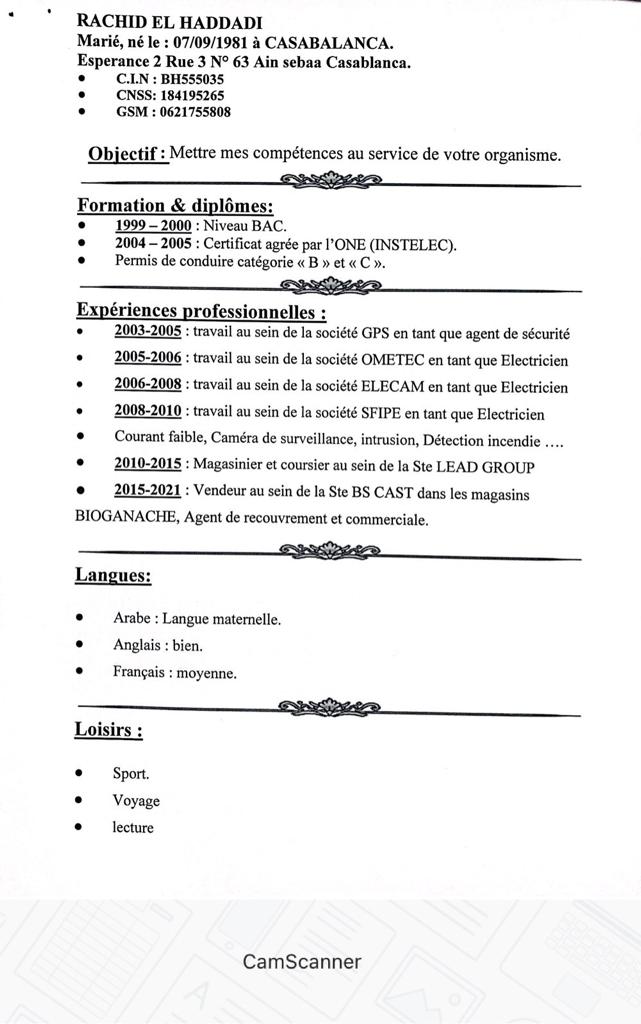 RACHID EL HADDADI
Marié, né le : 07/09/1981 à CASABALANCA.
Esperance 2 Rue 3 N° 63 Ain sebaa Casablanca.
• C.I.N : BH555035
• CNSS: 184195265
• GSM : 0621755808
Objectif : Mettre mes compétences au service de votre organisme.
Formation & diplômes:
• 1999 – 2000 : Niveau BAC.
• 2004 – 2005 : Certificat agrée par l'ONE (INSTELEC).
• Permis de conduire catégorie « B » et « C ».
Expériences professionnelles :
• 2003-2005 : travail au sein de la société GPS en tant que agent de sécurité
• 2005-2006 : travail au sein de la société OMETEC en tant que Electricien
• 2006-2008 : travail au sein de la société ELECAM en tant que Electricien
• 2008-2010 : travail au sein de la société SFIPE en tant que Electricien
• Courant faible, Caméra de surveillance, intrusion, Détection incendie ….
• 2010-2015 : Magasinier et coursier au sein de la Ste LEAD GROUP
• 2015-2021 : Vendeur au sein de la Ste BS CAST dans les magasins
BIOGANACHE, Agent de recouvrement et commerciale.
Langues:
• Arabe : Langue maternelle.
• Anglais : bien.
• Français : moyenne.
Loisirs :
• Sport.
• Voyage
• lecture
CamScanner